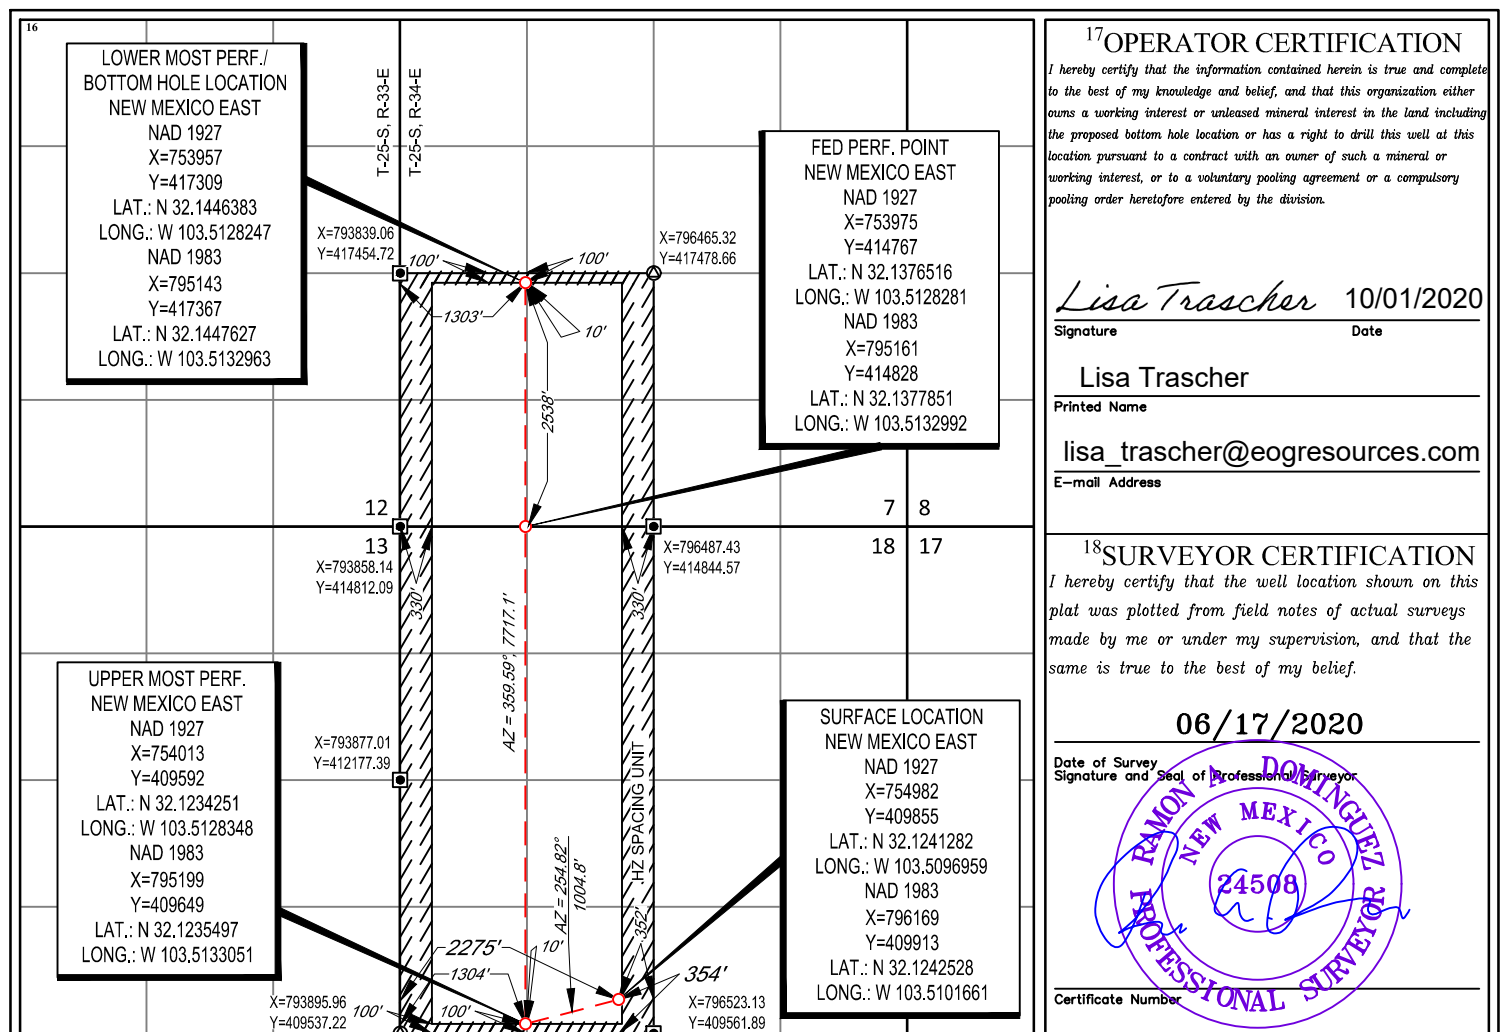 16
LOWER MOST PERF./
BOTTOM HOLE LOCATION
NEW MEXICO EAST
NAD 1927
X=753957
Y=417309
LAT.: N 32.1446383
LONG.: W 103.5128247
NAD 1983
X=795143
Y=417367
LAT.: N 32.1447627
LONG.: W 103.5132963
T-25-S, R-33-E
T-25-S, R-34-E
X=793839.06
Y=417454.72
100'
100'
X=796465.32
Y=417478.66
1303'
10'
2538'
FED PERF. POINT
NEW MEXICO EAST
NAD 1927
X=753975
Y=414767
LAT.: N 32.1376516
LONG.: W 103.5128281
NAD 1983
X=795161
Y=414828
LAT.: N 32.1377851
LONG.: W 103.5132992
12
7 8
13
18 17
X=793858.14
Y=414812.09
330'
330'
X=796487.43
Y=414844.57
AZ = 359.59°, 7717.1'
UPPER MOST PERF.
NEW MEXICO EAST
NAD 1927
X=754013
Y=409592
LAT.: N 32.1234251
LONG.: W 103.5128348
NAD 1983
X=795199
Y=409649
LAT.: N 32.1235497
LONG.: W 103.5133051
X=793877.01
Y=412177.39
HZ SPACING UNIT
AZ = 254.82°
1004.8'
SURFACE LOCATION
NEW MEXICO EAST
NAD 1927
X=754982
Y=409855
LAT.: N 32.1241282
LONG.: W 103.5096959
NAD 1983
X=796169
Y=409913
LAT.: N 32.1242528
LONG.: W 103.5101661
2275'
10'
352'
1304'
354'
X=793895.96
Y=409537.22
100'
100'
X=796523.13
Y=409561.89
17OPERATOR CERTIFICATION
I hereby certify that the information contained herein is true and complete
to the best of my knowledge and belief, and that this organization either
owns a working interest or unleased mineral interest in the land including
the proposed bottom hole location or has a right to drill this well at this
location pursuant to a contract with an owner of such a mineral or
working interest, or to a voluntary pooling agreement or a compulsory
pooling order heretofore entered by the division.
Lisa Trascher 10/01/2020
Signature Date
Lisa Trascher
Printed Name
lisa_trascher@eogresources.com
E-mail Address
18SURVEYOR CERTIFICATION
I hereby certify that the well location shown on this
plat was plotted from field notes of actual surveys
made by me or under my supervision, and that the
same is true to the best of my belief.
06/17/2020
Date of Survey
Signature and Seal of Professional Surveyor
RAMON A. DOMINGUEZ
NEW MEXICO
24508
PROFESSIONAL SURVEYOR
Certificate Number